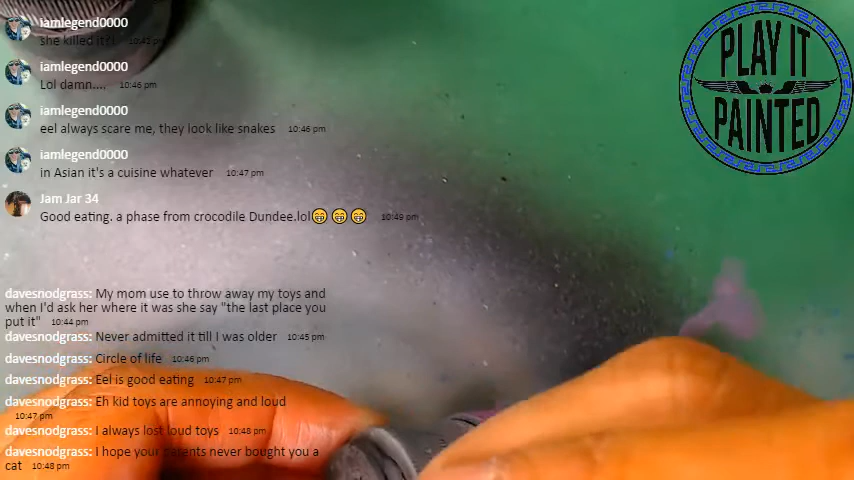 iamlegend0000
she killed it!! 10:45 pm
iamlegend0000
Lol damn.... 10:46 pm
iamlegend0000
eel always scare me, they look like snakes 10:46 pm
iamlegend0000
in Asian it's a cuisine whatever 10:47 pm
Jam Jar 34
Good eating. a phase from crocodile Dundee.lol😁 😁 😁 10:49 pm
davesnodgrass: My mom use to throw away my toys and
when I'd ask her where it was she say "the last place you
put it" 10:44 pm
davesnodgrass: Never admitted it till I was older 10:45 pm
davesnodgrass: Circle of life 10:46 pm
davesnodgrass: Eel is good eating 10:47 pm
davesnodgrass: Eh kid toys are annoying and loud
10:47 pm
davesnodgrass: I always lost loud toys 10:48 pm
davesnodgrass: I hope your parents never bought you a
cat 10:48 pm
PLAY IT
PAINTED